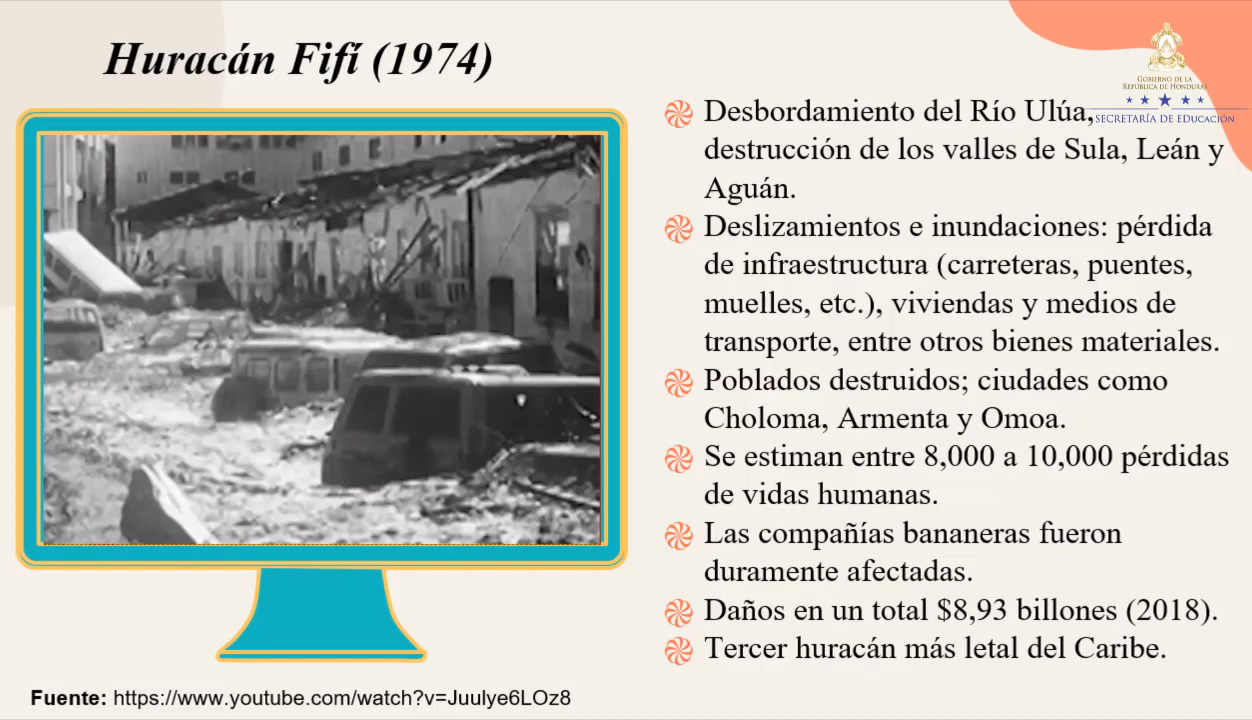 Huracán Fifí (1974)
GOBIERNO DE LA
REPÚBLICA DE HONDURAS
SECRETARÍA DE EDUCACIÓN
Desbordamiento del Río Ulúa,
destrucción de los valles de Sula, Leán y
Aguán.
Deslizamientos e inundaciones: pérdida
de infraestructura (carreteras, puentes,
muelles, etc.), viviendas y medios de
transporte, entre otros bienes materiales.
Poblados destruidos; ciudades como
Choloma, Armenta y Omoa.
Se estiman entre 8,000 a 10,000 pérdidas
de vidas humanas.
Las compañías bananeras fueron
duramente afectadas.
Daños en un total $8,93 billones (2018).
Tercer huracán más letal del Caribe.
Fuente: https://www.youtube.com/watch?v=Juulye6LOz8